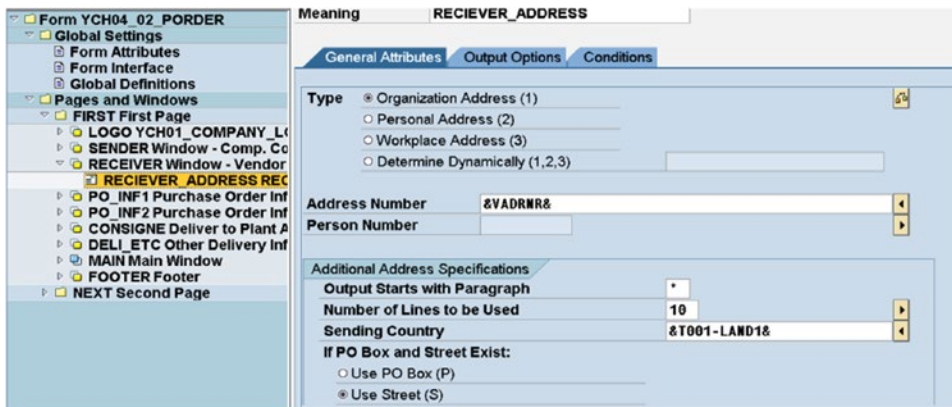 Form YCH04_02_PORDER
Global Settings
Form Attributes
Form Interface
Global Definitions
Pages and Windows
FIRST First Page
LOGO YCH01_COMPANY_L
SENDER Window - Comp. Co
RECEIVER Window - Vendor
RECIEVER_ADDRESS REC
PO_INF1 Purchase Order Inf
PO_INF2 Purchase Order Inf
CONSIGNE Deliver to Plant A
DELI_ETC Other Delivery Inf
MAIN Main Window
FOOTER Footer
NEXT Second Page
Meaning RECIEVER_ADDRESS
General Attributes Output Options Conditions
Type Organization Address (1)
Personal Address (2)
Workplace Address (3)
Determine Dynamically (1,2,3)
Address Number &VADRNR&
Person Number
Additional Address Specifications
Output Starts with Paragraph *
Number of Lines to be Used 10
Sending Country &T001-LAND1&
If PO Box and Street Exist:
Use PO Box (P)
Use Street (S)